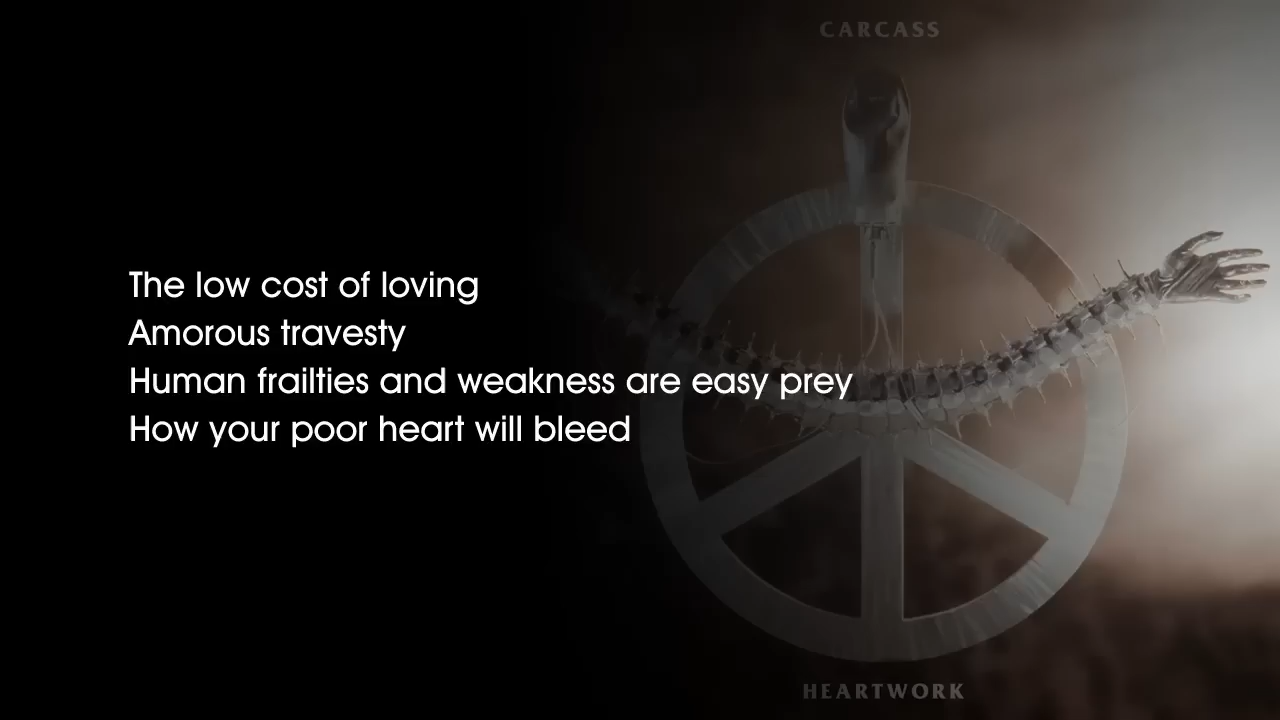 CARCASS
The low cost of loving
Amorous travesty
Human frailties and weakness are easy prey
How your poor heart will bleed
HEARTWORK